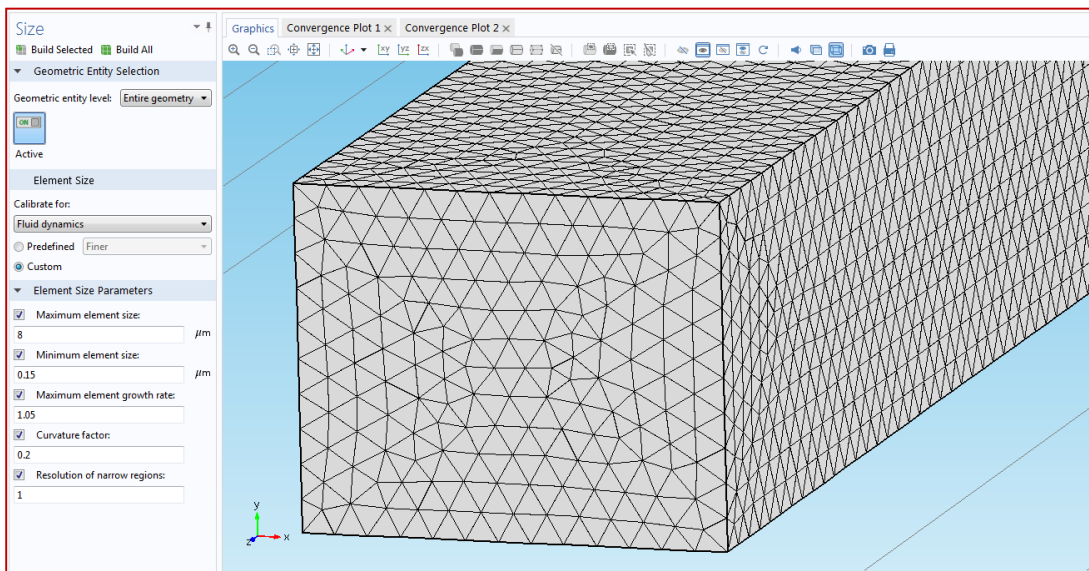 Size
Build Selected Build All
Geometric Entity Selection
Geometric entity level: Entire geometry
ON
Active
Element Size
Calibrate for:
Fluid dynamics
Predefined Finer
Custom
Element Size Parameters
Maximum element size:
8 μm
Minimum element size:
0.15 μm
Maximum element growth rate:
1.05
Curvature factor:
0.2
Resolution of narrow regions:
1
Graphics Convergence Plot 1 × Convergence Plot 2 ×
xy yz zx
y
z x